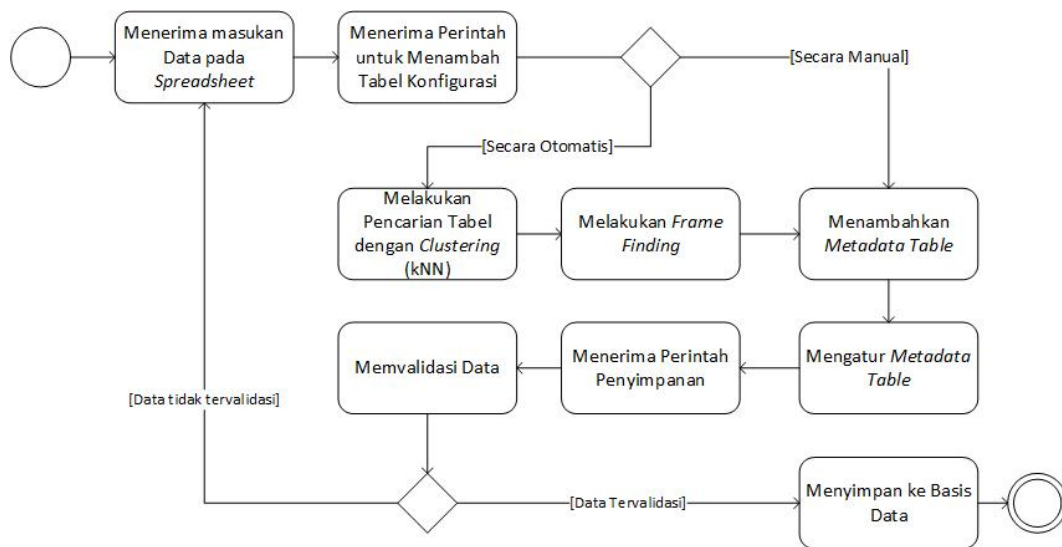 Menerima masukan
Data pada
Spreadsheet
Menerima Perintah
untuk Menambah
Tabel Konfigurasi
[Secara Manual]
[Secara Otomatis]
Melakukan
Pencarian Tabel
dengan Clustering
(kNN)
Melakukan Frame
Finding
Menambahkan
Metadata Table
Mengatur Metadata
Table
Menerima Perintah
Penyimpanan
Memvalidasi Data
[Data tidak tervalidasi]
[Data Tervalidasi]
Menyimpan ke Basis
Data